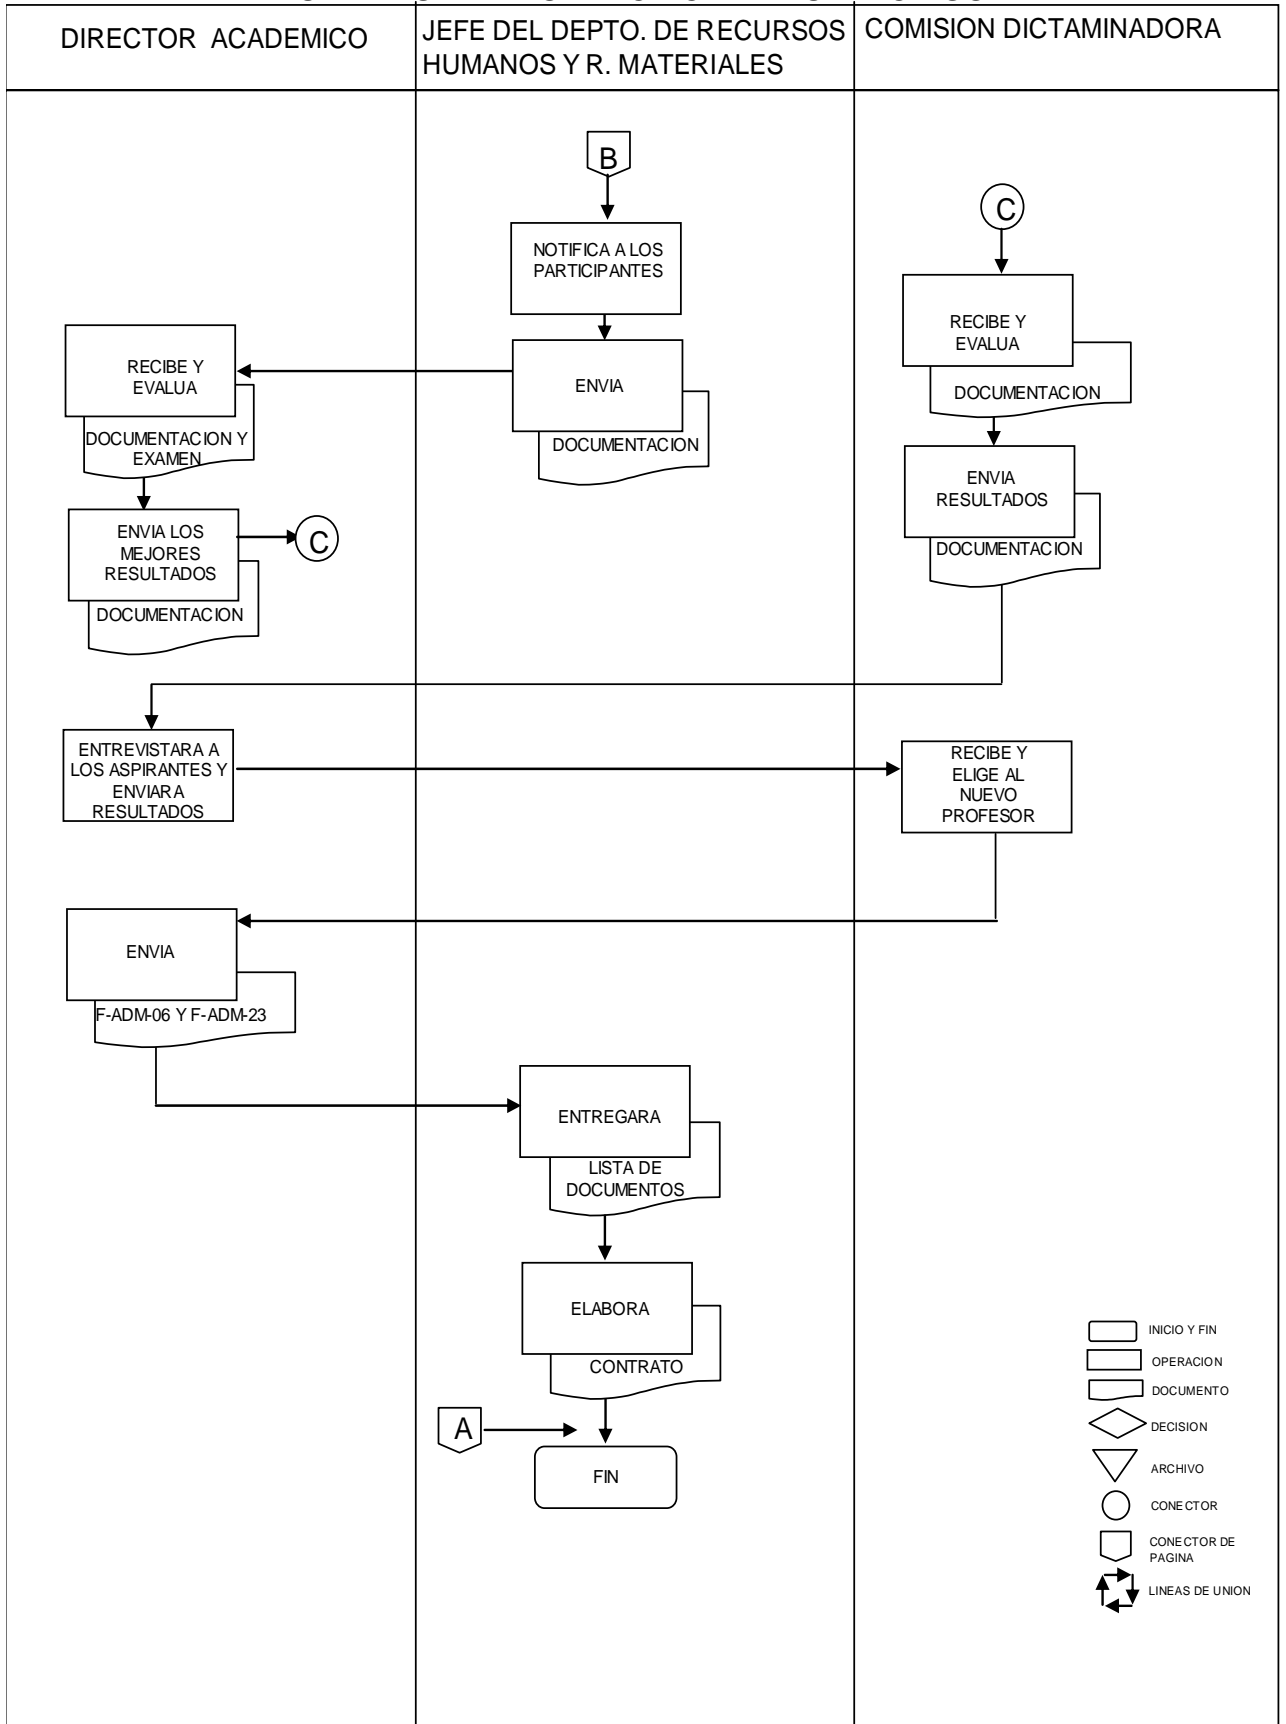 DIRECTOR ACADEMICO
JEFE DEL DEPTO. DE RECURSOS
HUMANOS Y R. MATERIALES
COMISION DICTAMINADORA
B
NOTIFICA A LOS
PARTICIPANTES
ENVIA
DOCUMENTACION
RECIBE Y
EVALUA
DOCUMENTACION Y
EXAMEN
ENVIA LOS
MEJORES
RESULTADOS
DOCUMENTACION
C
C
RECIBE Y
EVALUA
DOCUMENTACION
ENVIA
RESULTADOS
DOCUMENTACION
ENTREVISTARA A
LOS ASPIRANTES Y
ENVIARA
RESULTADOS
RECIBE Y
ELIGE AL
NUEVO
PROFESOR
ENVIA
F-ADM-06 Y F-ADM-23
ENTREGARA
LISTA DE
DOCUMENTOS
ELABORA
CONTRATO
A
FIN
INICIO Y FIN
OPERACION
DOCUMENTO
DECISION
ARCHIVO
CONECTOR
CONECTOR DE
PAGINA
LINEAS DE UNION